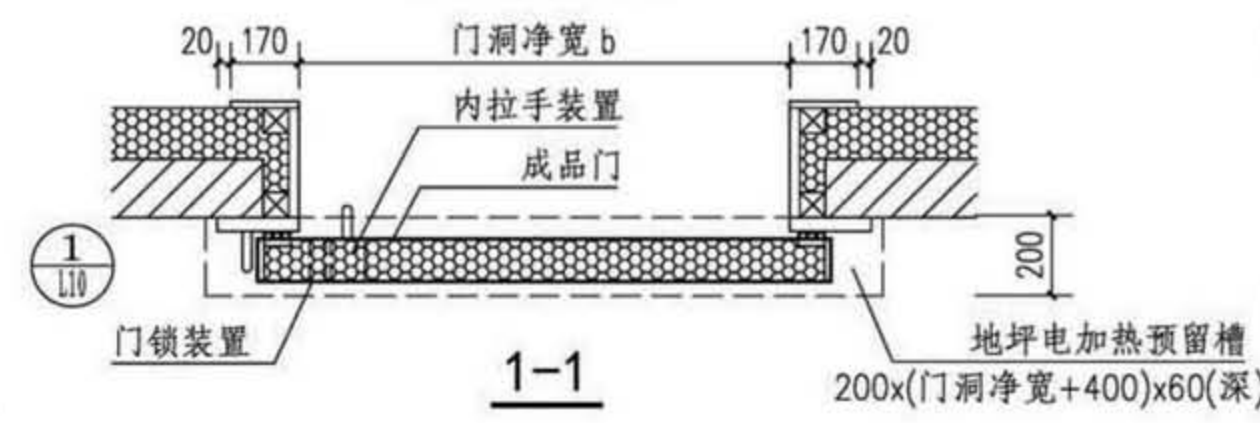 20 170 门洞净宽b 170 20
内拉手装置
成品门
1
L10
200
门锁装置
1-1
地坪电加热预留槽
200x(门洞净宽+400)x60(深)